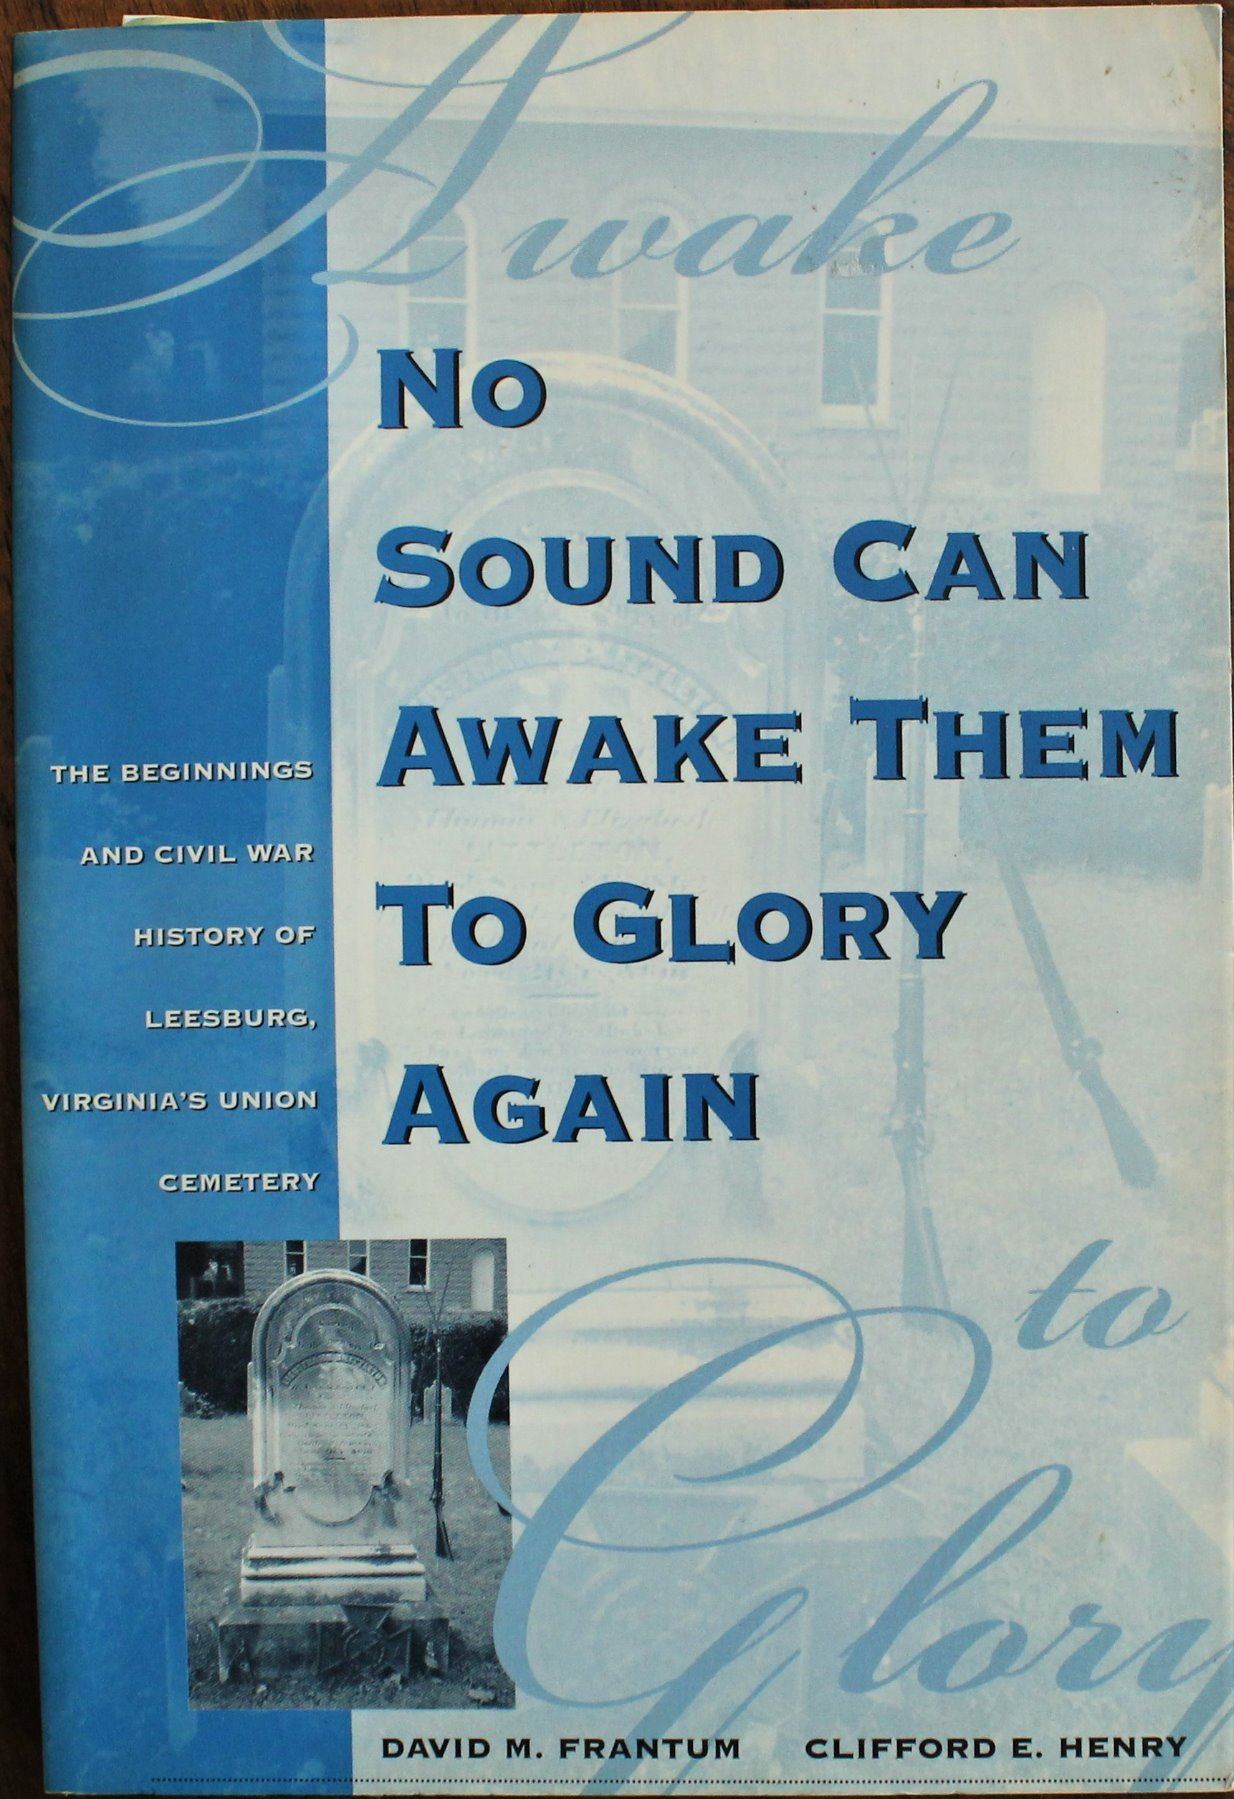 Awake
No
Sound Can
Awake Them
To Glory
Again
THE BEGINNINGS
AND CIVIL WAR
HISTORY OF
LEESBURG,
VIRGINIA'S UNION
CEMETERY
to
Glory
DAVID M. FRANTUM CLIFFORD E. HENRY